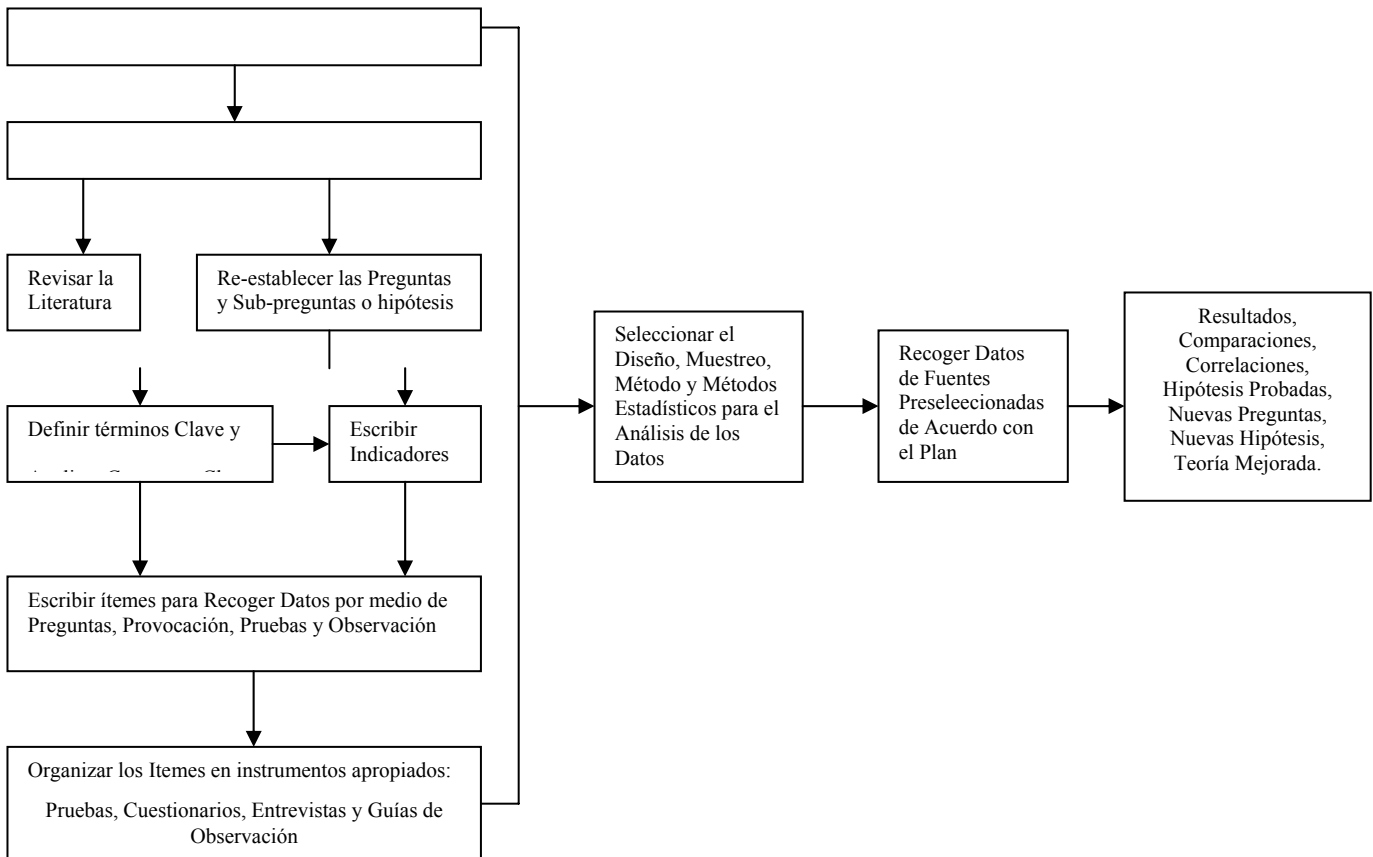 Revisar la
Literatura
Re-establecer las Preguntas
y Sub-preguntas o hipótesis
Definir términos Clave y
Escribir
Indicadores
Escribir ítemes para Recoger Datos por medio de
Preguntas, Provocación, Pruebas y Observación
Organizar los Itemes en instrumentos apropiados:
Pruebas, Cuestionarios, Entrevistas y Guías de
Observación
Seleccionar el
Diseño, Muestreo,
Método y Métodos
Estadísticos para el
Análisis de los
Datos
Recoger Datos
de Fuentes
Preseleecionadas
de Acuerdo con
el Plan
Resultados,
Comparaciones,
Correlaciones,
Hipótesis Probadas,
Nuevas Preguntas,
Nuevas Hipótesis,
Teoría Mejorada.